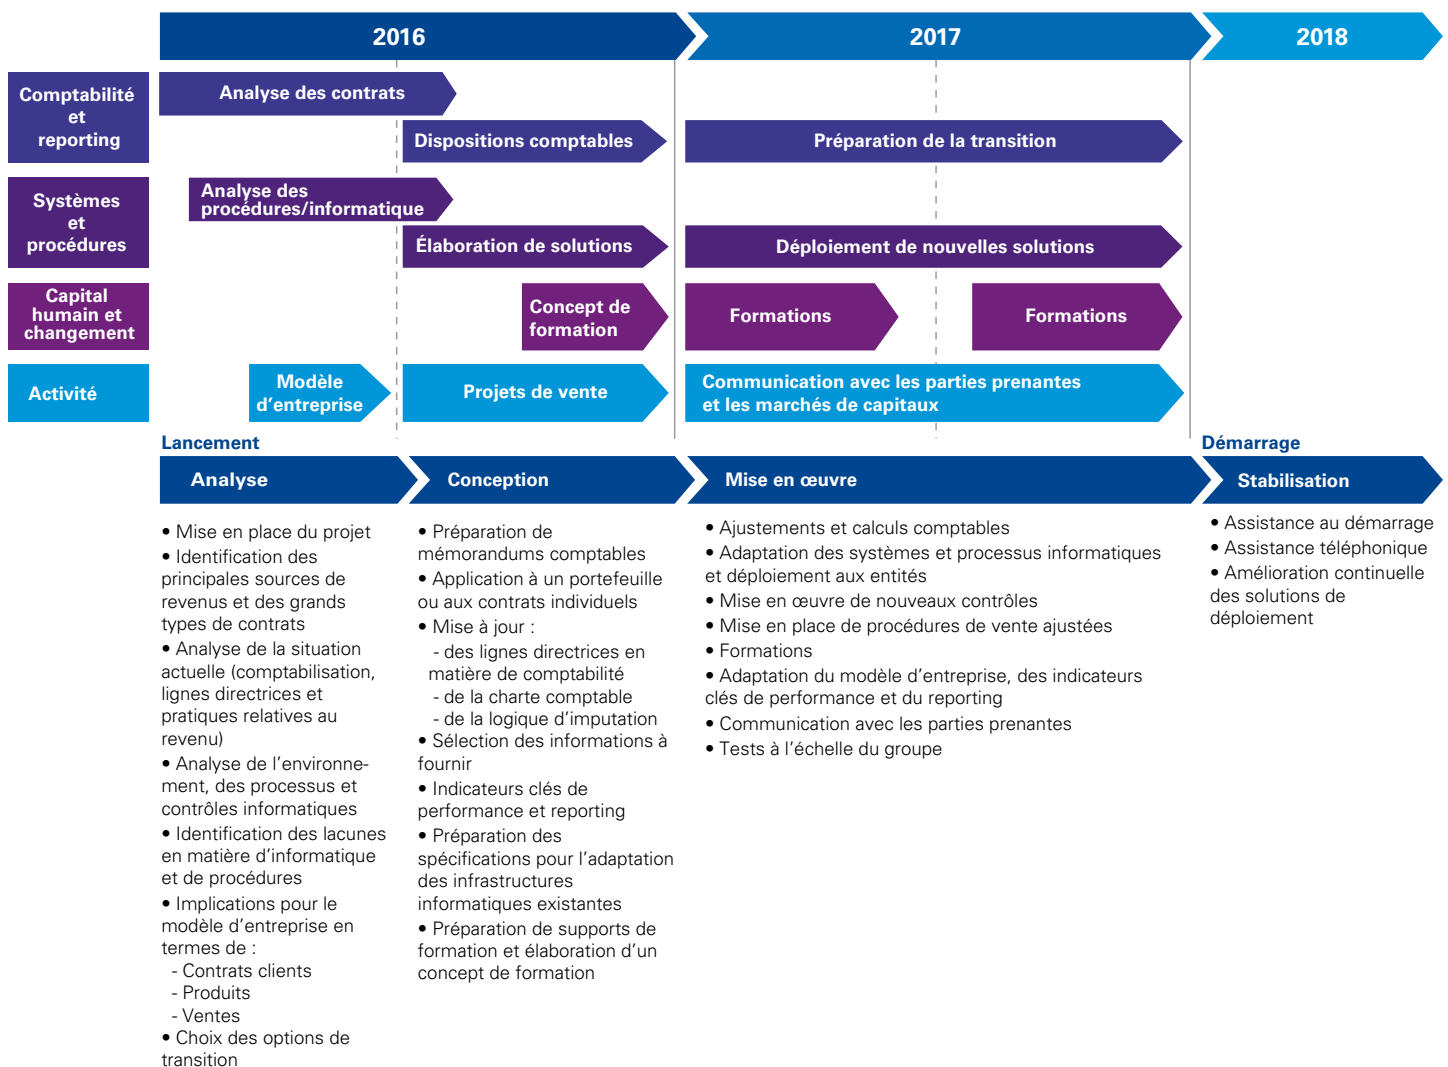 2016
2017
2018
Comptabilité
et
reporting
Analyse des contrats
Dispositions comptables
Préparation de la transition
Systèmes
et
procédures
Analyse des
procédures/informatique
Élaboration de solutions
Déploiement de nouvelles solutions
Capital
humain et
changement
Concept de
formation
Formations
Formations
Activité
Modèle
d’entreprise
Projets de vente
Communication avec les parties prenantes
et les marchés de capitaux
Lancement
Démarrage
Analyse
Conception
Mise en œuvre
Stabilisation
• Mise en place du projet
• Identification des
principales sources de
revenus et des grands
types de contrats
• Analyse de la situation
actuelle (comptabilisation,
lignes directrices et
pratiques relatives au
revenu)
• Analyse de l’environne-
ment, des processus et
contrôles informatiques
• Identification des lacunes
en matière d’informatique
et de procédures
• Implications pour le
modèle d’entreprise en
termes de :
- Contrats clients
- Produits
- Ventes
• Choix des options de
transition
• Préparation de
mémorandums comptables
• Application à un portefeuille
ou aux contrats individuels
• Mise à jour :
- des lignes directrices en
matière de comptabilité
- de la charte comptable
- de la logique d’imputation
• Sélection des informations à
fournir
• Indicateurs clés de
performance et reporting
• Préparation des
spécifications pour l’adaptation
des infrastructures
informatiques existantes
• Préparation de supports de
formation et élaboration d’un
concept de formation
• Ajustements et calculs comptables
• Adaptation des systèmes et processus informatiques
et déploiement aux entités
• Mise en œuvre de nouveaux contrôles
• Mise en place de procédures de vente ajustées
• Formations
• Adaptation du modèle d’entreprise, des indicateurs
clés de performance et du reporting
• Communication avec les parties prenantes
• Tests à l’échelle du groupe
• Assistance au démarrage
• Assistance téléphonique
• Amélioration continuelle
des solutions de
déploiement